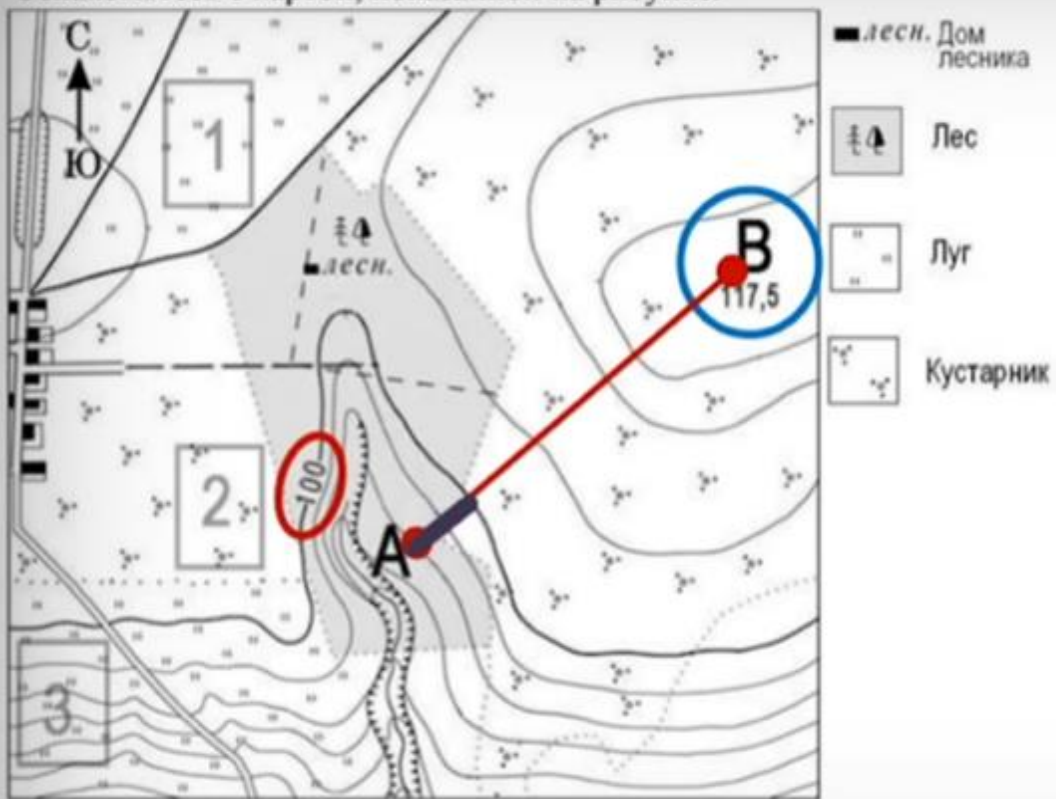 С
Ю
1
лесн.
B
117,5
100
2
A
3
лесн. Дом
лесника
Лес
Луг
Кустарник